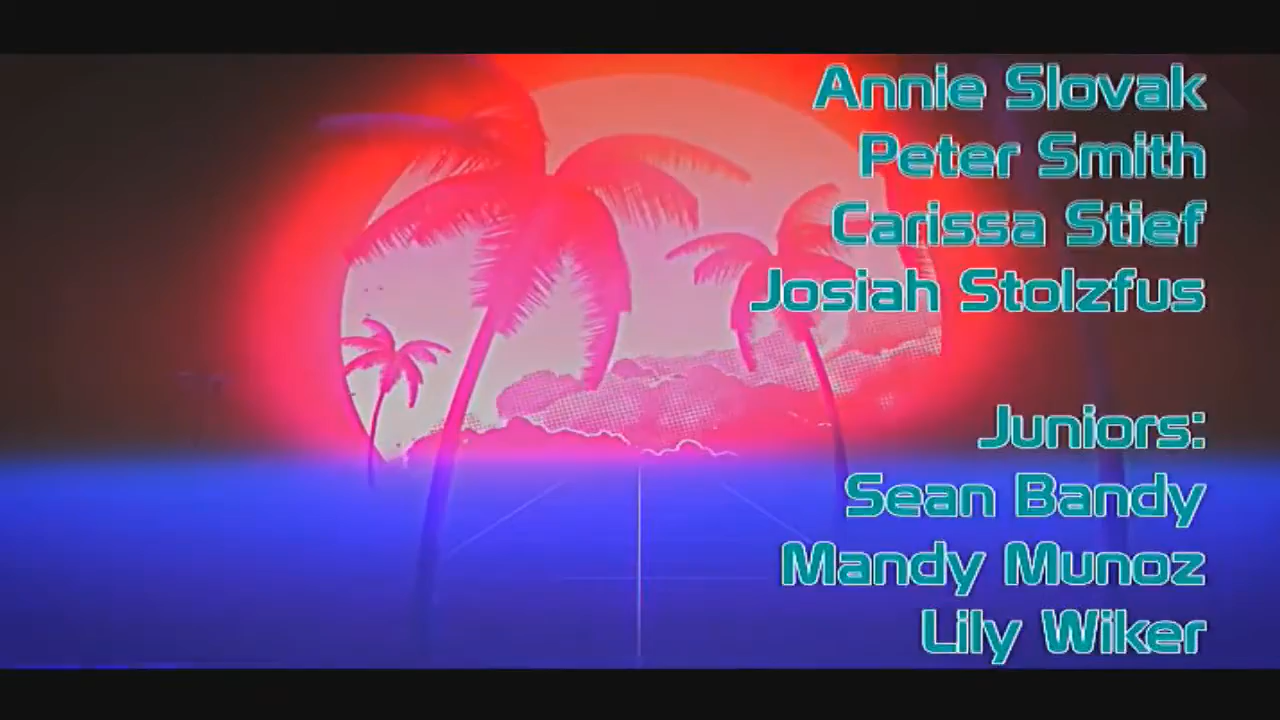 Annie Slovak
Peter Smith
Carissa Stief
Josiah Stolzfus
Juniors:
Sean Bandy
Mandy Munoz
Lily Wiker